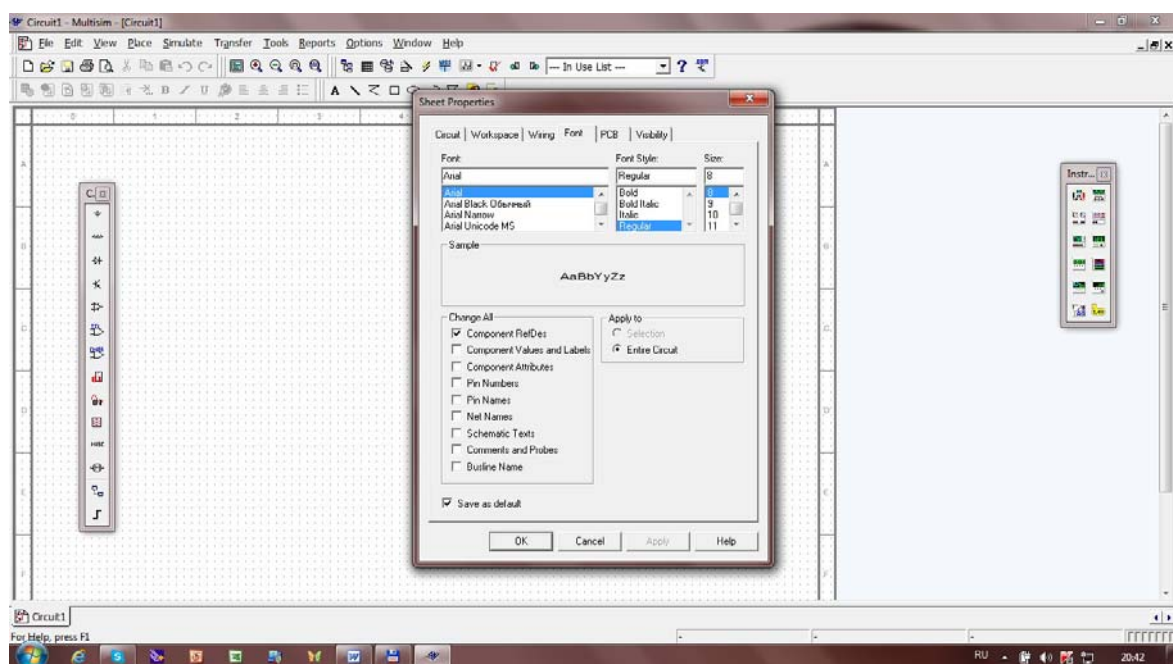 Circuit1 - Multisim - [Circuit1]
File Edit View Place Simulate Transfer Tools Reports Options Window Help
--- In Use List ---
Sheet Properties
Circuit Workspace Wiring Font PCB Visibility
Font: Font Style: Size:
Arial Regular 8
Arial Bold 8
Arial Black Обычный Bold Italic 9
Arial Narrow Italic 10
Arial Unicode MS Regular 11
Sample
AaBbYyZz
Change All Apply to
Component RefDes Selection
Component Values and Labels Entire Circuit
Component Attributes
Pin Numbers
Pin Names
Net Names
Schematic Texts
Comments and Probes
Busline Name
Save as default
OK Cancel Apply Help
Instr...
Circuit1
For Help, press F1
RU 20:42